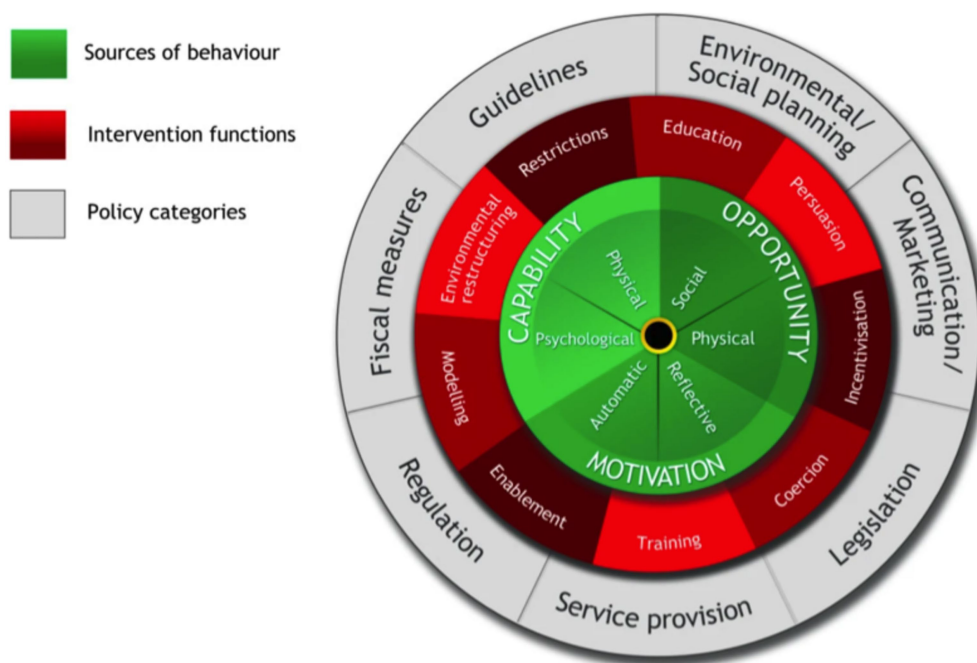 Sources of behaviour
Intervention functions
Policy categories
Guidelines
Environmental/
Social planning
Communication/
Marketing
Legislation
Service provision
Regulation
Fiscal measures
Restrictions
Education
Persuasion
Incentivisation
Coercion
Training
Enablement
Modelling
Environmental
restructuring
CAPABILITY
OPPORTUNITY
MOTIVATION
Physical
Social
Psychological
Physical
Automatic
Reflective